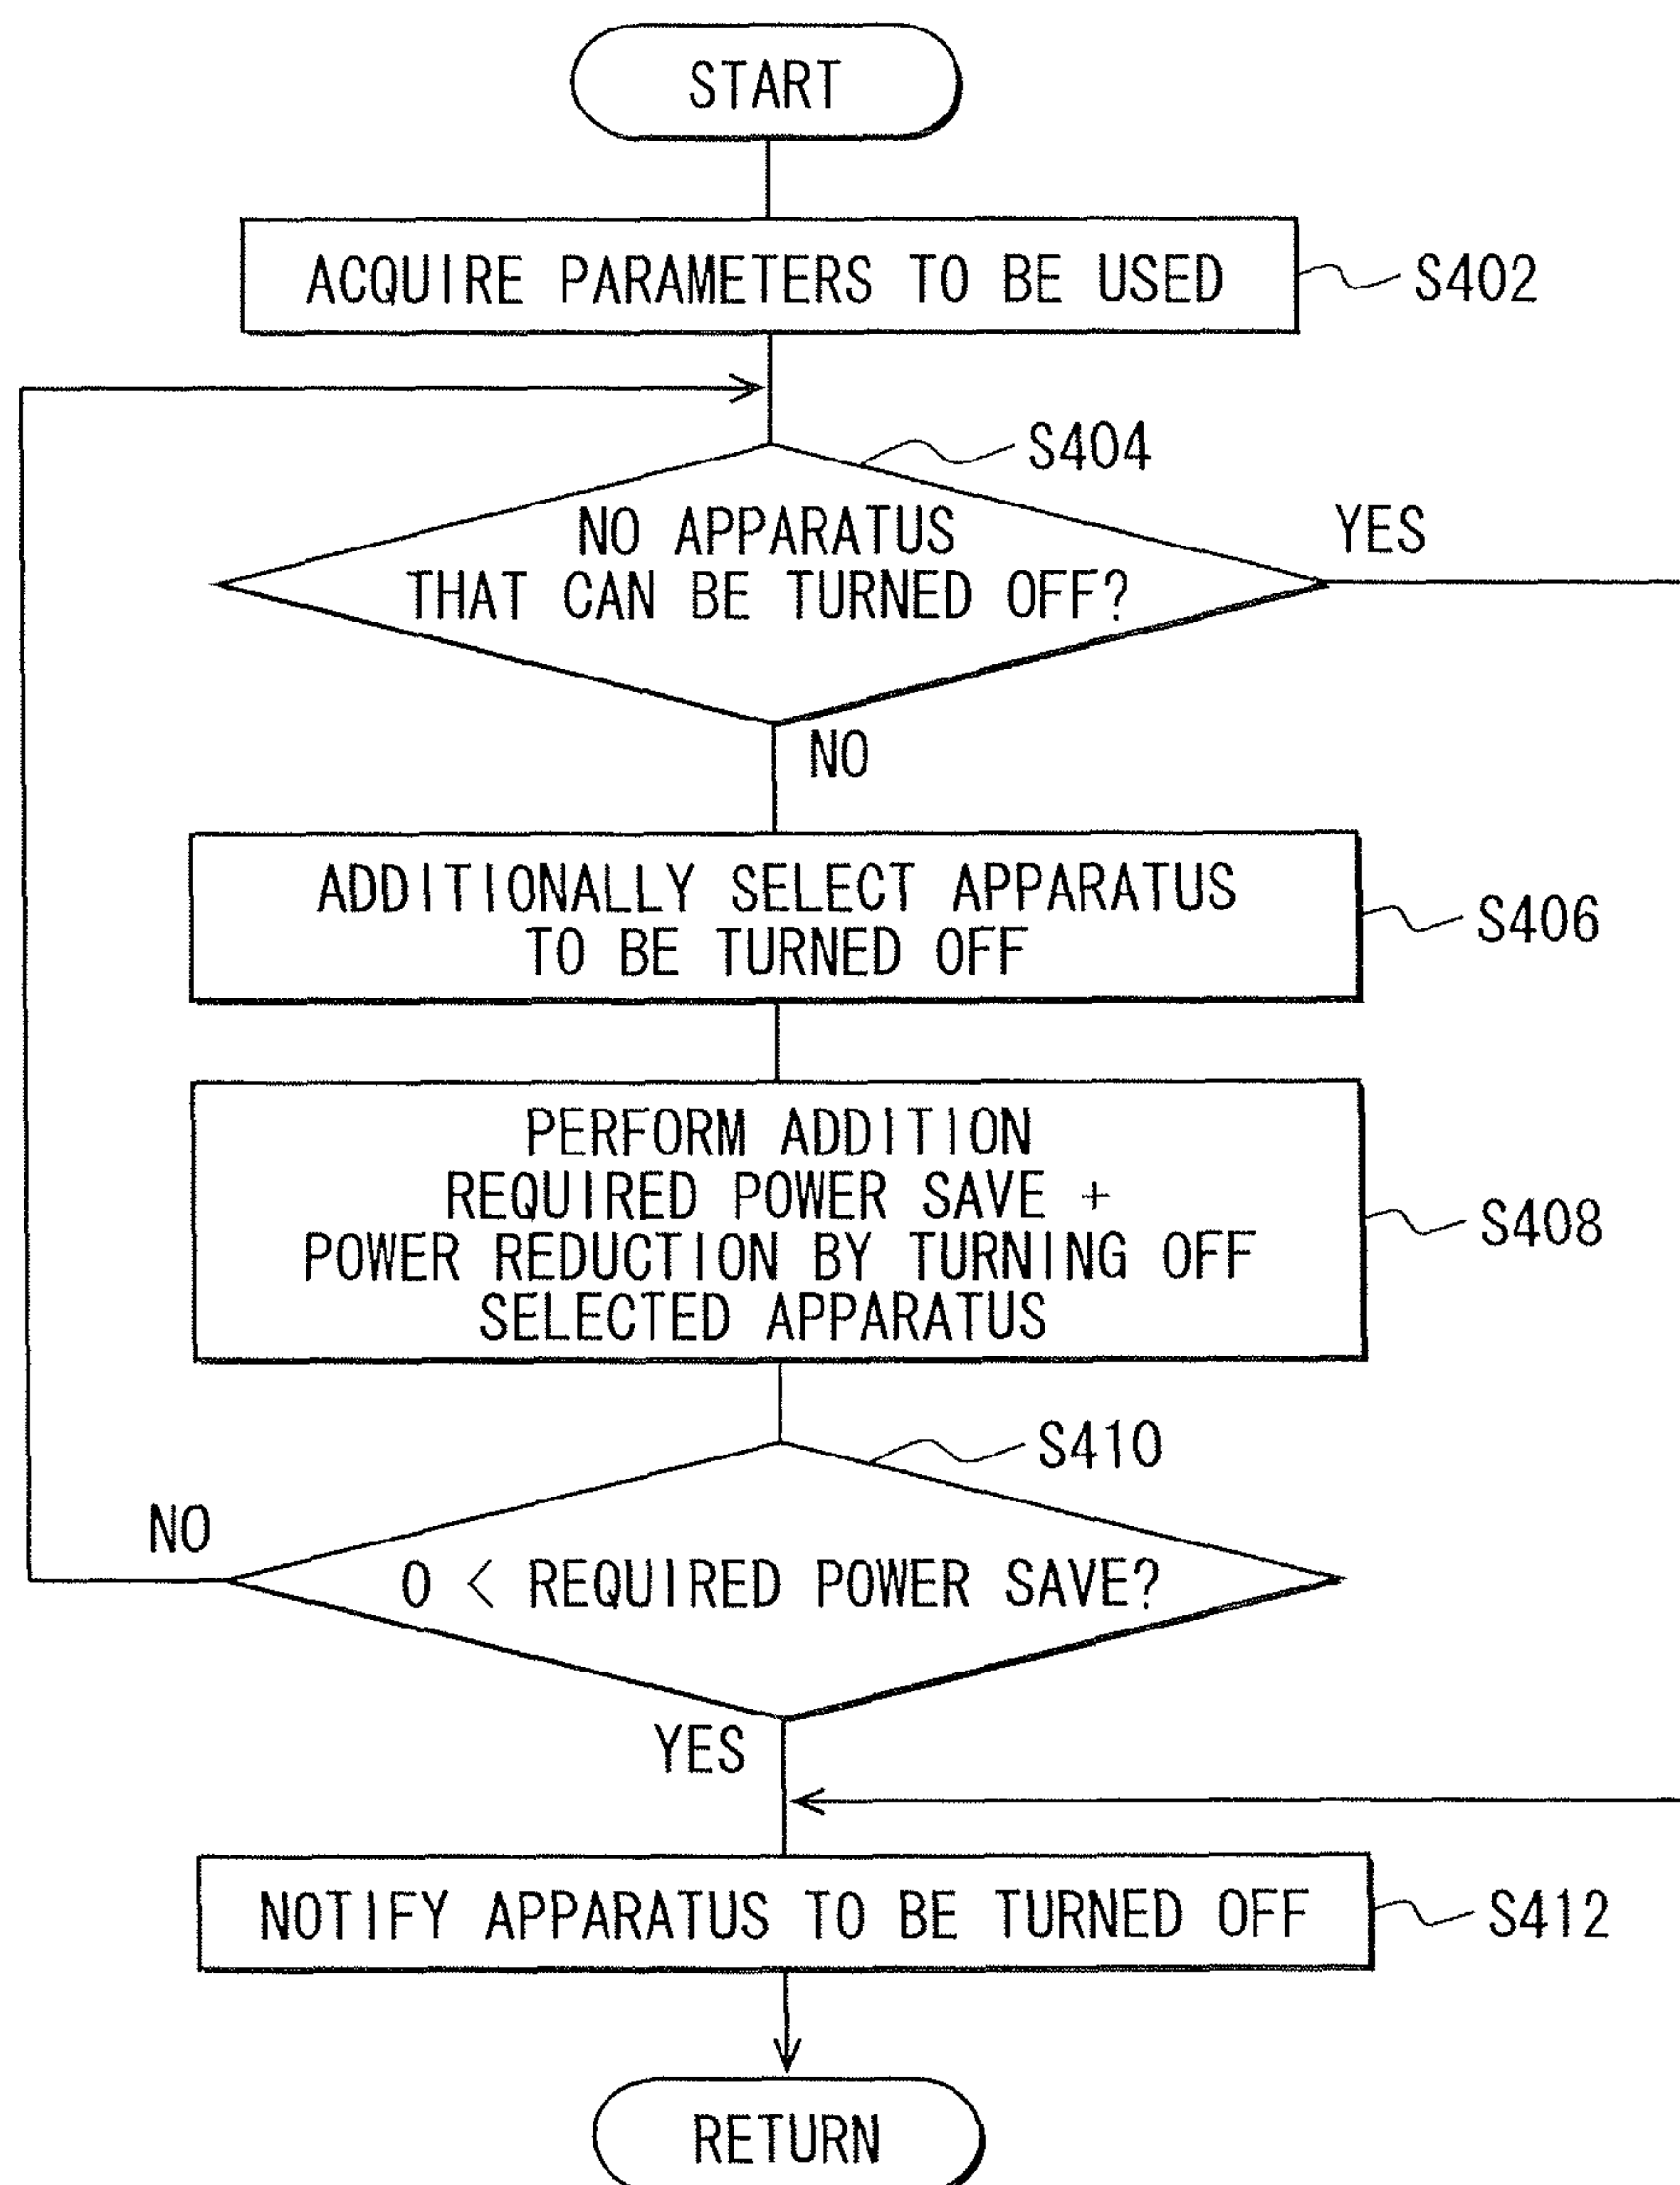 START
ACQUIRE PARAMETERS TO BE USED
S402
S404
NO APPARATUS
THAT CAN BE TURNED OFF?
YES
NO
ADDITIONALLY SELECT APPARATUS
TO BE TURNED OFF
S406
PERFORM ADDITION
REQUIRED POWER SAVE +
POWER REDUCTION BY TURNING OFF
SELECTED APPARATUS
S408
S410
NO
0 < REQUIRED POWER SAVE?
YES
NOTIFY APPARATUS TO BE TURNED OFF
S412
RETURN